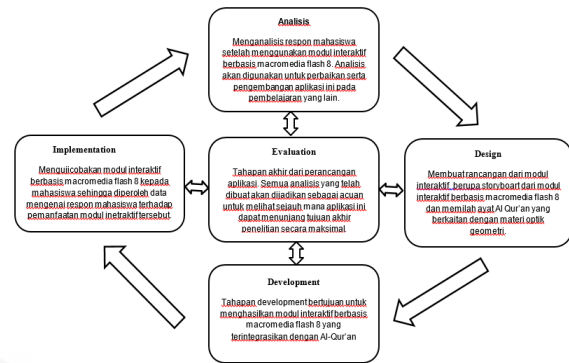 Analisis
Menganalisis respon mahasiswa
setelah menggunakan modul interaktif
berbasis macromedia flash 8. Analisis
akan digunakan untuk perbaikan serta
pengembangan aplikasi ini pada
pembelajaran yang lain.
Implementation
Mengujicobakan modul interaktif
berbasis macromedia flash 8 kepada
mahasiswa sehingga diperoleh data
mengenai respon mahasiswa terhadap
pemanfaatan modul inetraktif tersebut.
Evaluation
Tahapan akhir dari perancangan
aplikasi. Semua analisis yang telah
dibuat akan dijadikan sebagai acuan
untuk melihat sejauh mana aplikasi ini
dapat menunjang tujuan akhir
penelitian secara maksimal.
Design
Membuat rancangan dari modul
interaktif berupa storyboart dari modul
interaktif berbasis macromedia flash 8
dan memilah ayat Al Qur'an yang
berkaitan dengan materi optik
geometri.
Development
Tahapan development bertujuan untuk
menghasilkan modul interaktif berbasis
macromedia flash 8 yang
terintegrasikan dengan Al-Qur'an